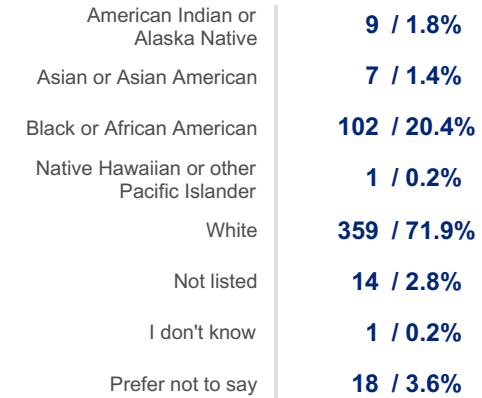 American Indian or
Alaska Native
9 / 1.8%
Asian or Asian American
7 / 1.4%
Black or African American
102 / 20.4%
Native Hawaiian or other
Pacific Islander
1 / 0.2%
White
359 / 71.9%
Not listed
14 / 2.8%
I don't know
1 / 0.2%
Prefer not to say
18 / 3.6%